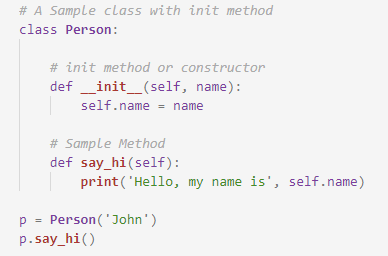 # A Sample class with init method
class Person:
    # init method or constructor
    def __init__(self, name):
        self.name = name
    # Sample Method
    def say_hi(self):
        print('Hello, my name is', self.name)
p = Person('John')
p.say_hi()